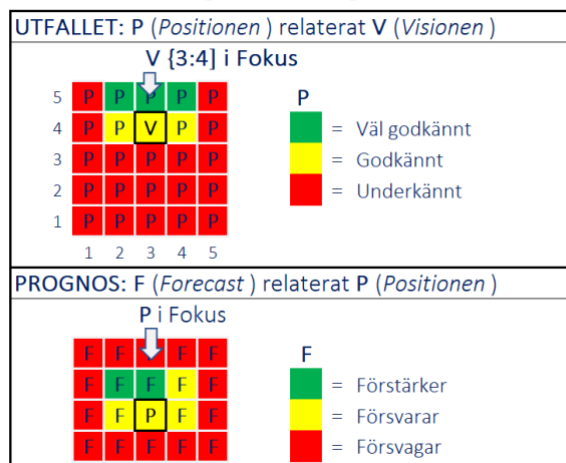 UTFALLET: P (Positionen ) relaterat V (Visionen )
V {3:4} i Fokus
5 P P P P P
4 P P V P P
3 P P P P P
2 P P P P P
1 P P P P P
1 2 3 4 5
P
= Väl godkännt
= Godkännt
= Underkännt
PROGNOS: F (Forecast ) relaterat P (Positionen )
P i Fokus
F F F F
F F F F F
F F P F F
F F F F F
F
= Förstärker
= Försvarar
= Försvagar